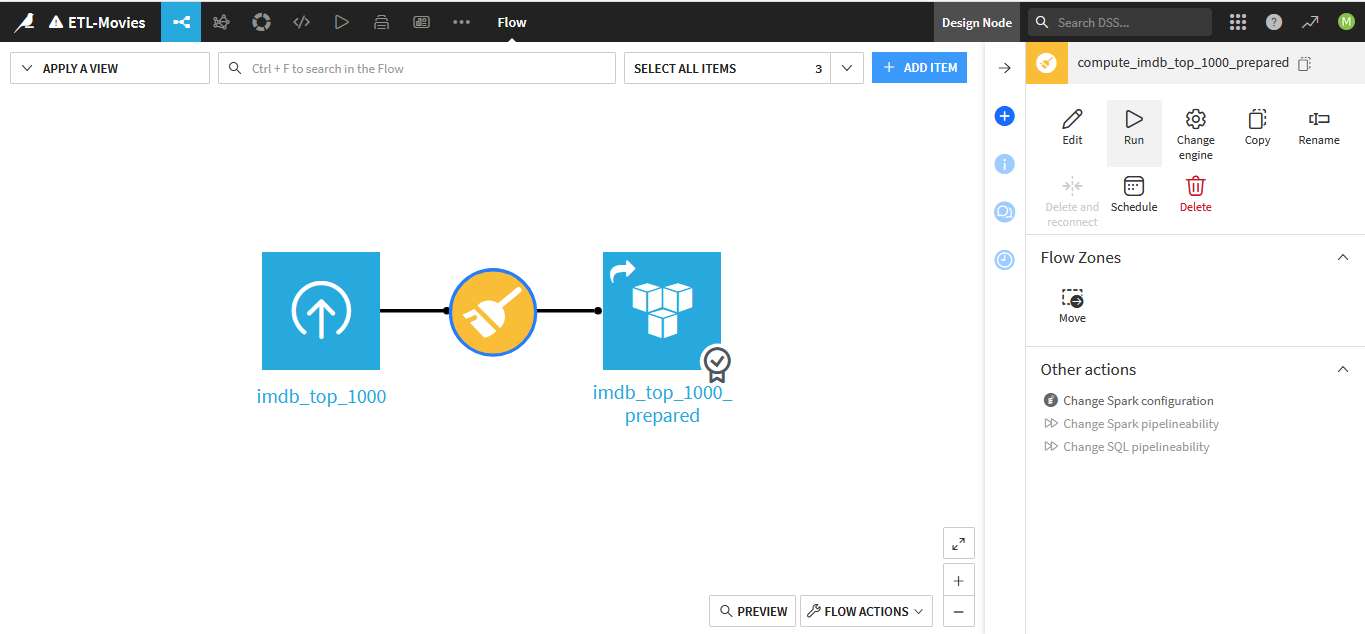 ETL-Movies
Flow
Design Node
Search DSS...
?
M
APPLY A VIEW
Ctrl + F to search in the Flow
SELECT ALL ITEMS 3
+ ADD ITEM
compute_imdb_top_1000_prepared
Edit
Run
Change
engine
Copy
Rename
Delete and
reconnect
Schedule
Delete
Flow Zones
Move
Other actions
Change Spark configuration
Change Spark pipelineability
Change SQL pipelineability
imdb_top_1000
imdb_top_1000_
prepared
PREVIEW
FLOW ACTIONS